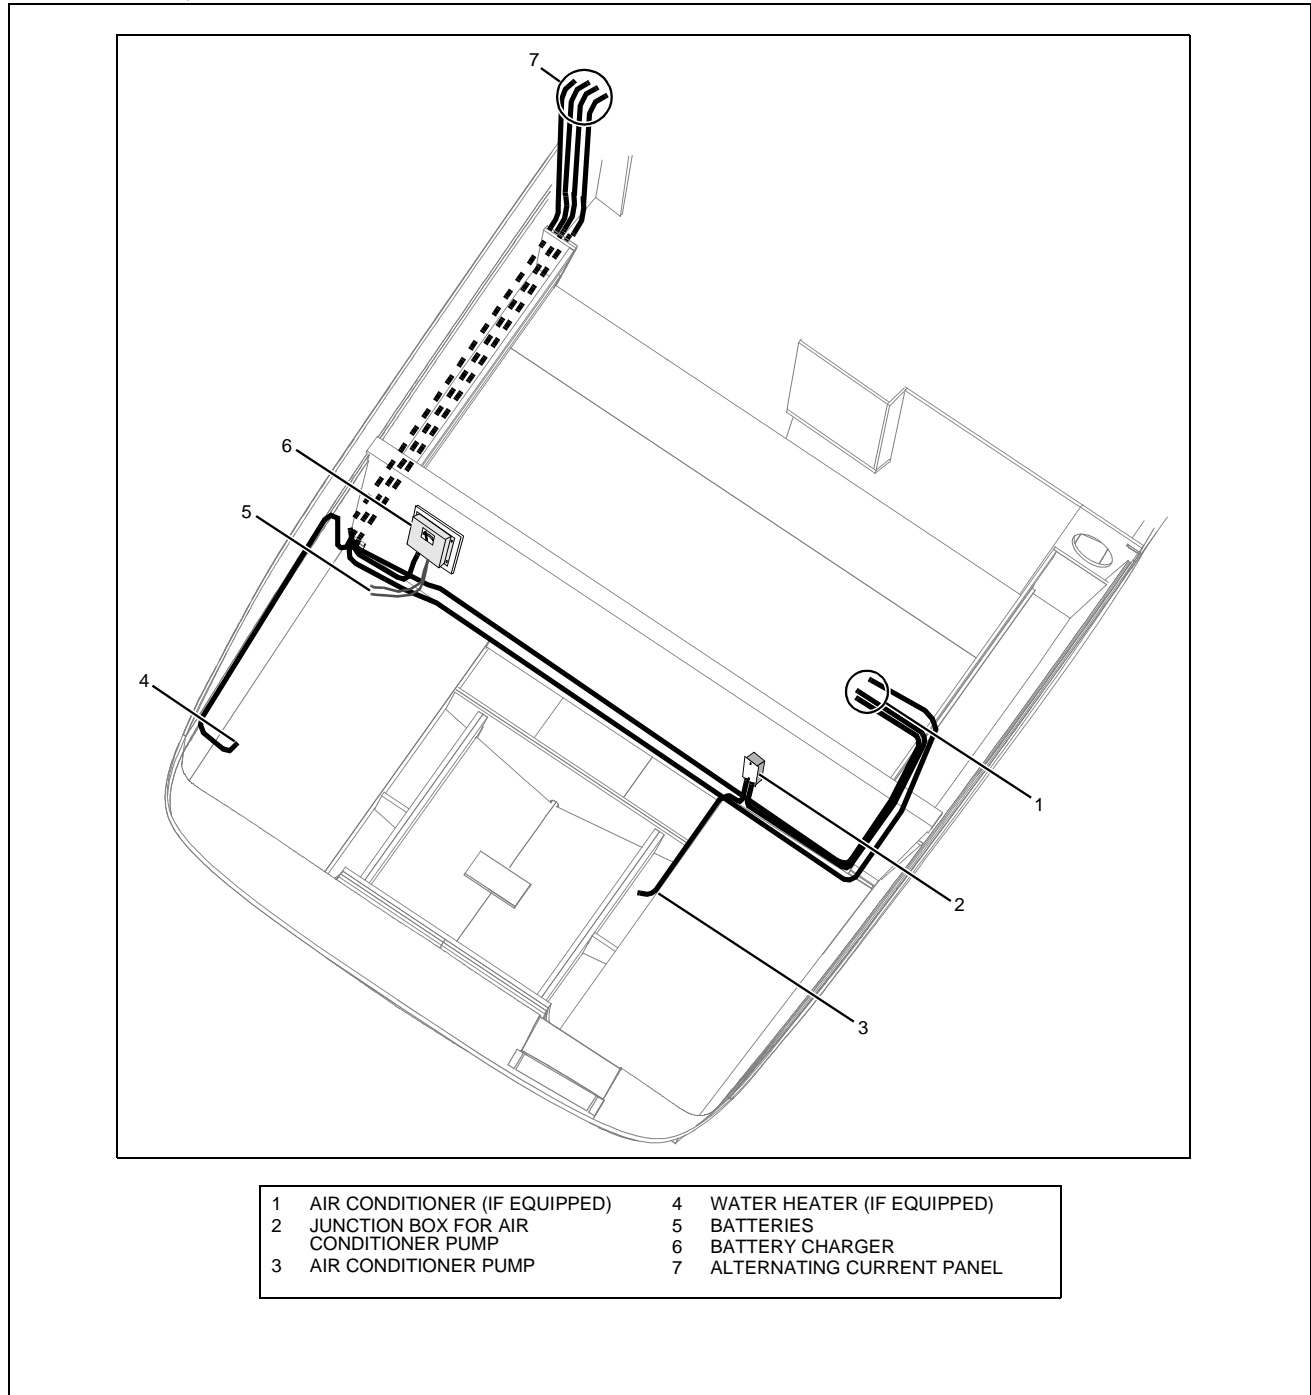 7
6
5
4
1
2
3
1 AIR CONDITIONER (IF EQUIPPED)
2 JUNCTION BOX FOR AIR
CONDITIONER PUMP
3 AIR CONDITIONER PUMP
4 WATER HEATER (IF EQUIPPED)
5 BATTERIES
6 BATTERY CHARGER
7 ALTERNATING CURRENT PANEL